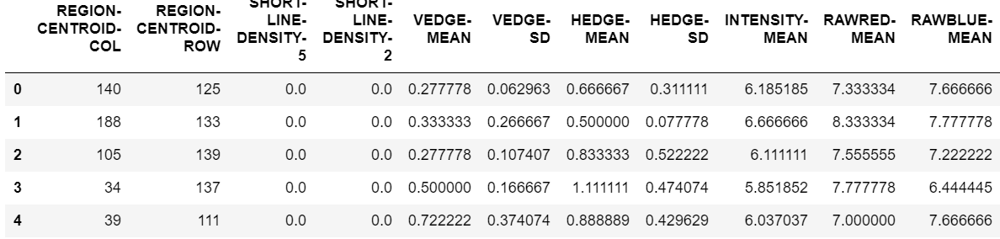 REGION-CENTROID-COL REGION-CENTROID-ROW SHORT-LINE-DENSITY-5 SHORT-LINE-DENSITY-2 VEDGE-MEAN VEDGE-SD HEDGE-MEAN HEDGE-SD INTENSITY-MEAN RAWRED-MEAN RAWBLUE-MEAN
0 140 125 0.0 0.0 0.277778 0.062963 0.666667 0.311111 6.185185 7.333334 7.666666
1 188 133 0.0 0.0 0.333333 0.266667 0.500000 0.077778 6.666666 8.333334 7.777778
2 105 139 0.0 0.0 0.277778 0.107407 0.833333 0.522222 6.111111 7.555555 7.222222
3 34 137 0.0 0.0 0.500000 0.166667 1.111111 0.474074 5.851852 7.777778 6.444445
4 39 111 0.0 0.0 0.722222 0.374074 0.888889 0.429629 6.037037 7.000000 7.666666